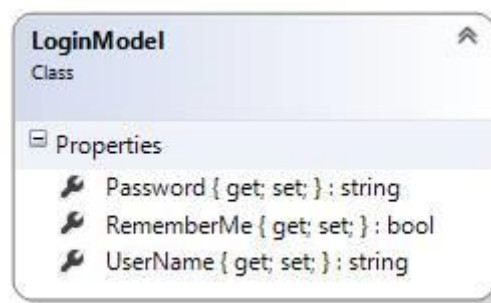 LoginModel
Class
Properties
Password { get; set; } : string
RememberMe { get; set; } : bool
UserName { get; set; } : string